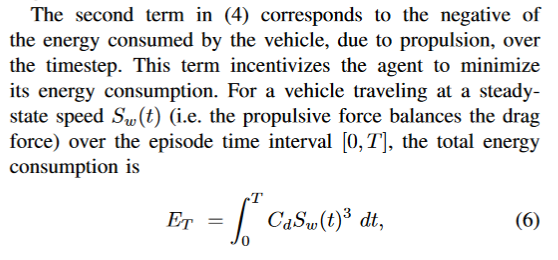 The second term in (4) corresponds to the negative of
the energy consumed by the vehicle, due to propulsion, over
the timestep. This term incentivizes the agent to minimize
its energy consumption. For a vehicle traveling at a steady-
state speed $S_w(t)$ (i.e. the propulsive force balances the drag
force) over the episode time interval $[0, T]$, the total energy
consumption is
$E_T = \int_0^T C_d S_w(t)^3 \, dt,$ (6)